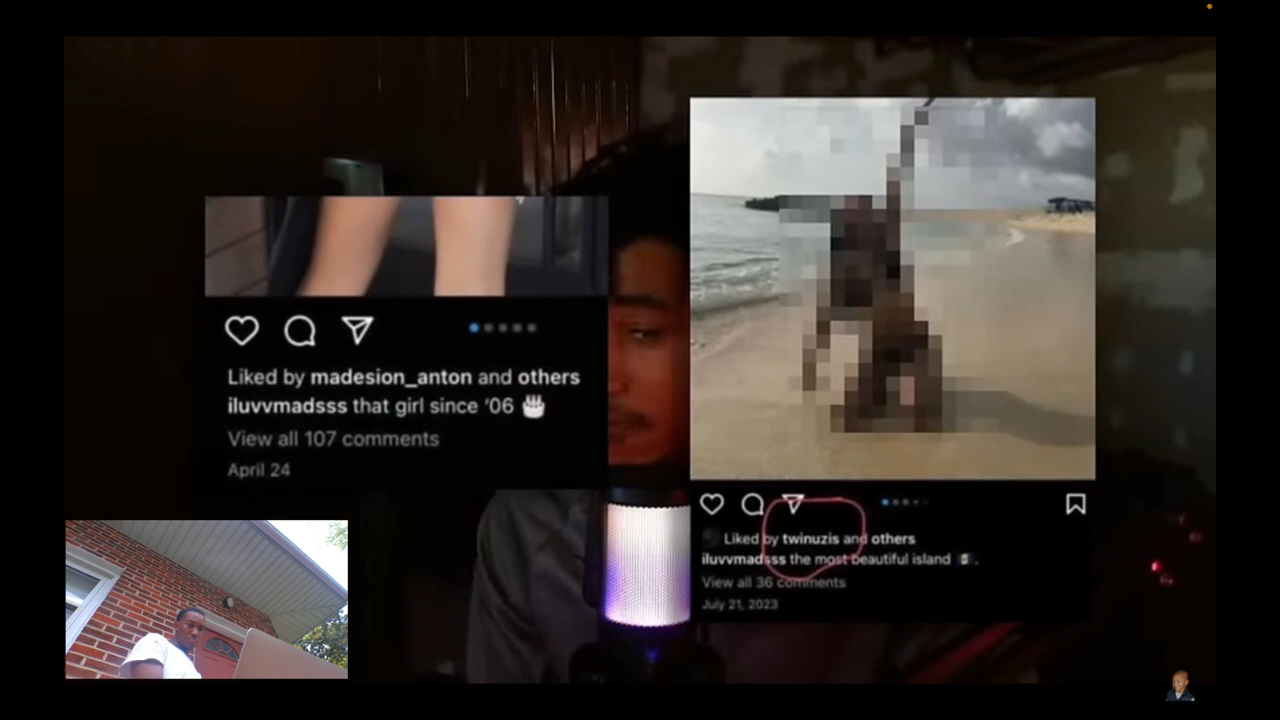 Liked by madesion_anton and others
iluvvmadsss that girl since '06 🎂
View all 107 comments
April 24
Liked by twinuzis and others
iluvvmadsss the most beautiful island 🇧🇧.
View all 36 comments
July 21, 2023